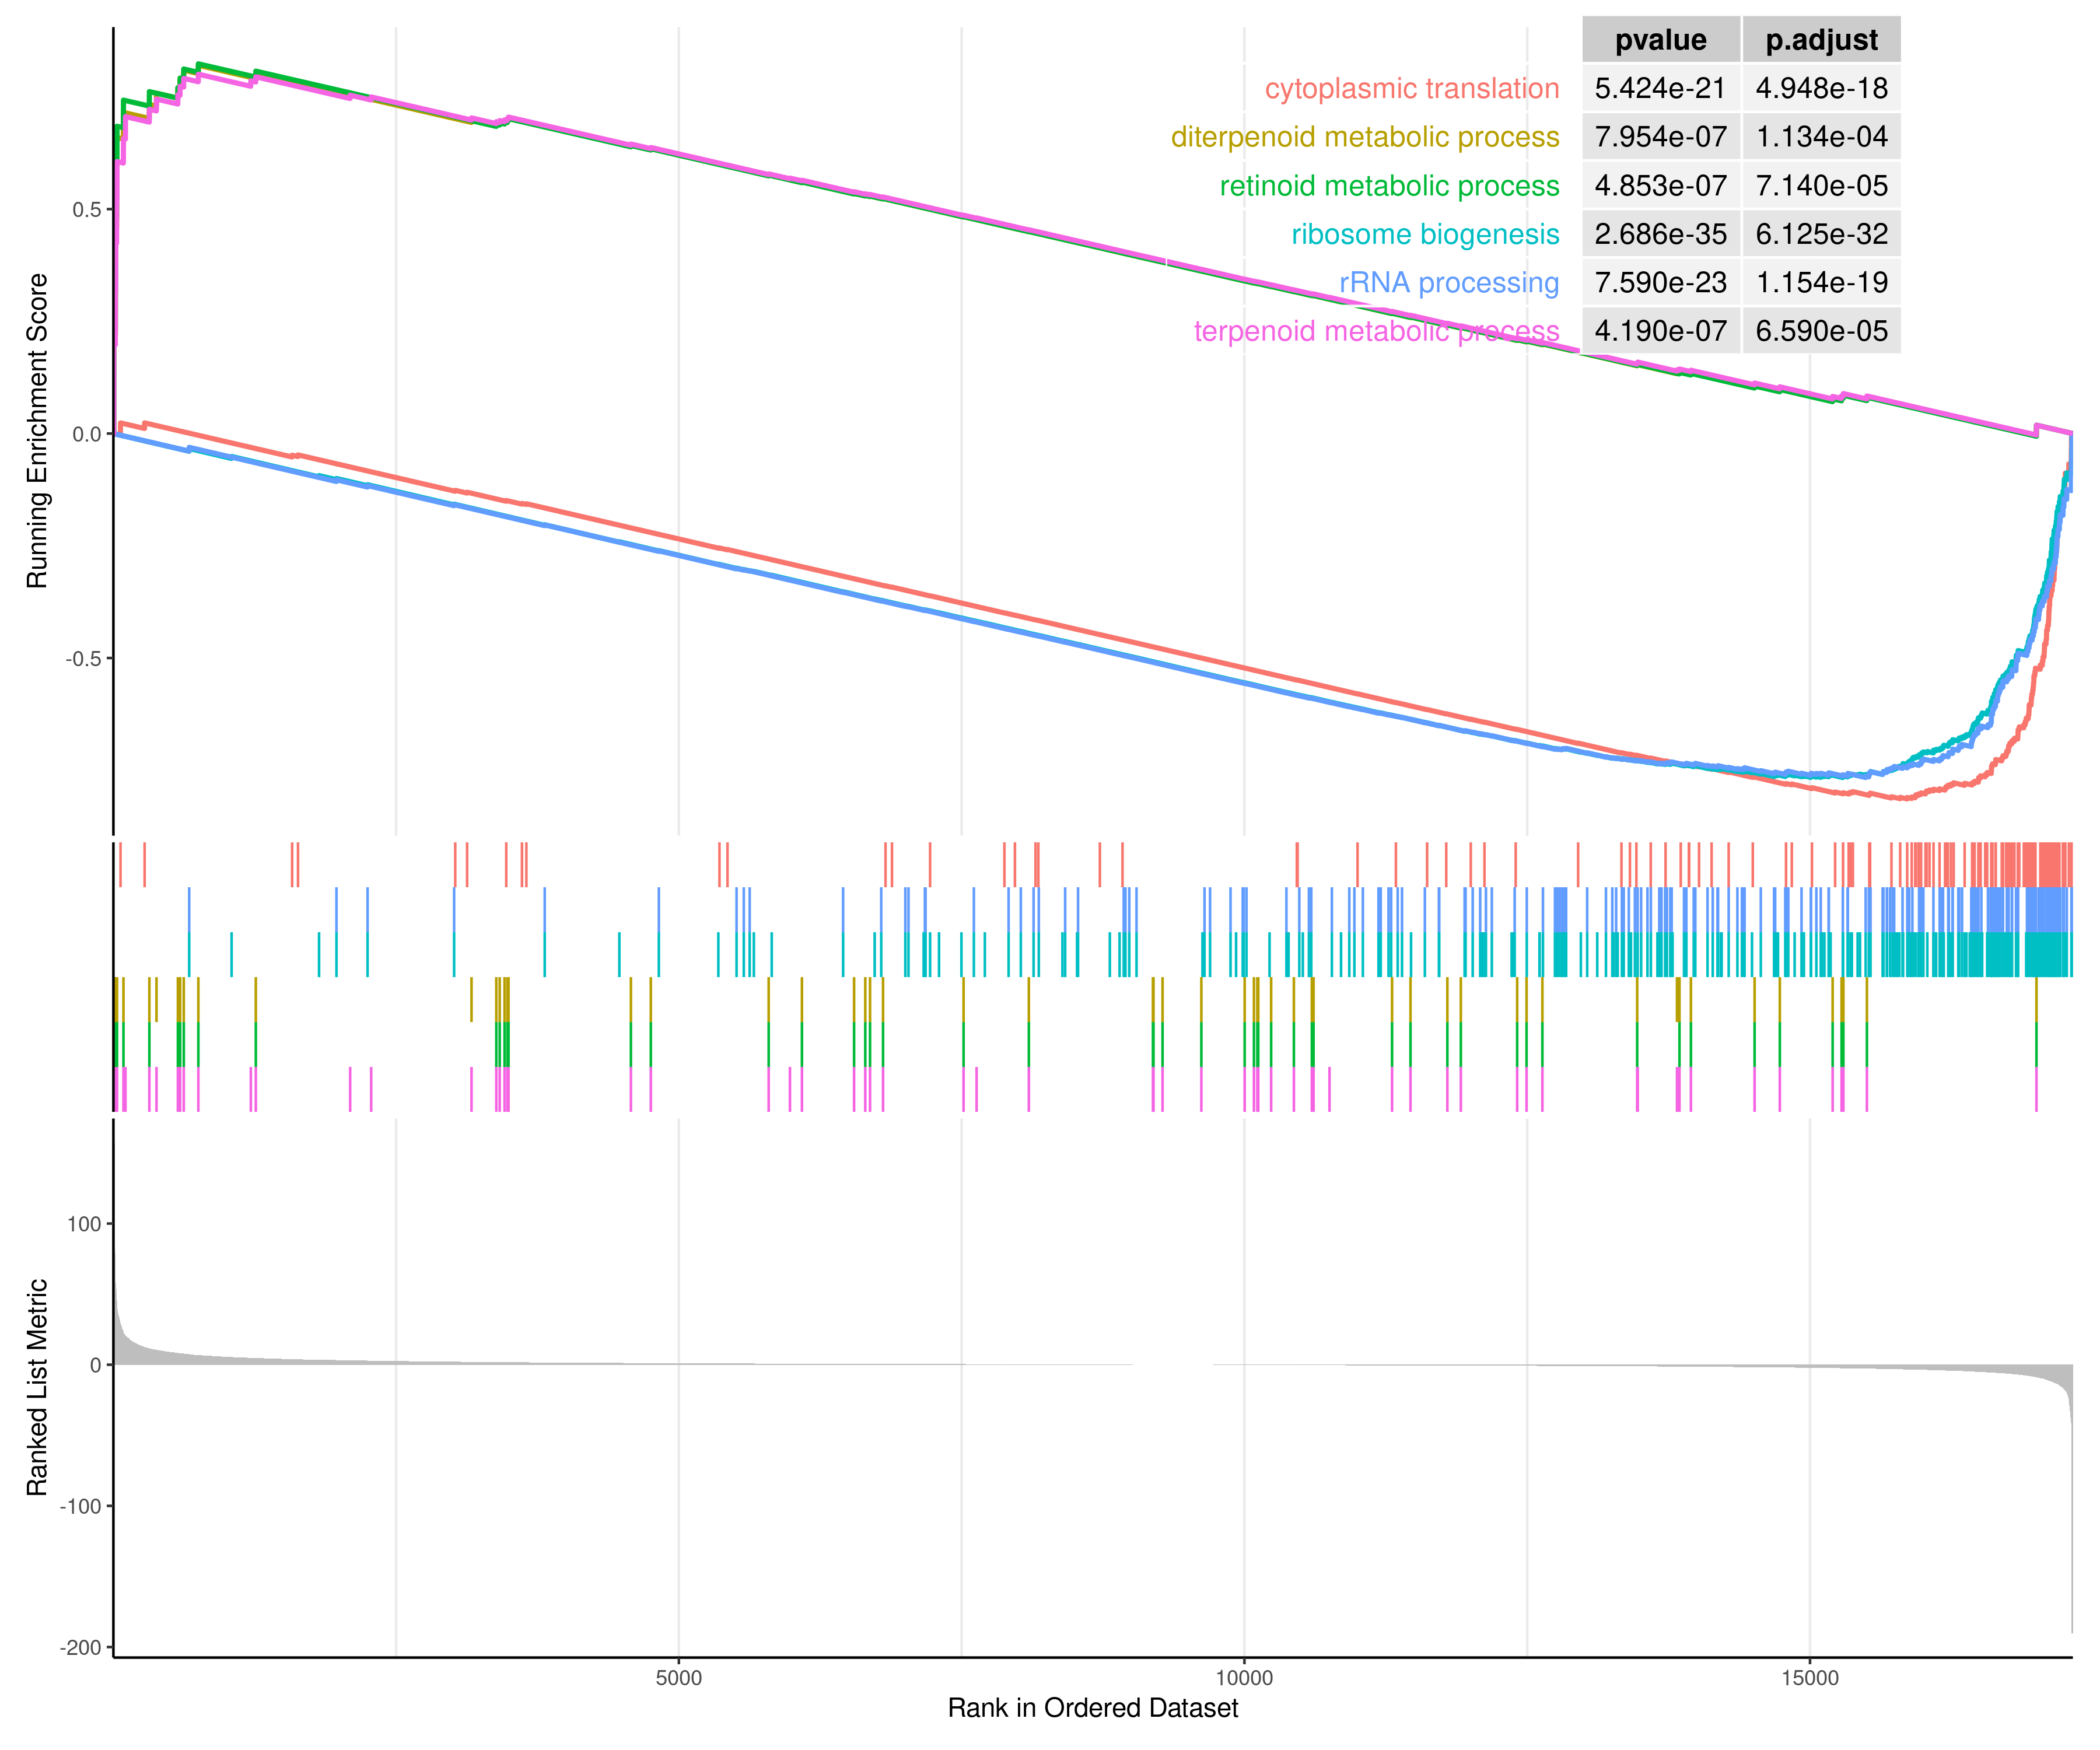 pvalue p.adjust
cytoplasmic translation 5.424e-21 4.948e-18
diterpenoid metabolic process 7.954e-07 1.134e-04
retinoid metabolic process 4.853e-07 7.140e-05
ribosome biogenesis 2.686e-35 6.125e-32
rRNA processing 7.590e-23 1.154e-19
terpenoid metabolic process 4.190e-07 6.590e-05
Running Enrichment Score
0.5
0.0
-0.5
Ranked List Metric
100
0
-100
-200
5000 10000 15000
Rank in Ordered Dataset